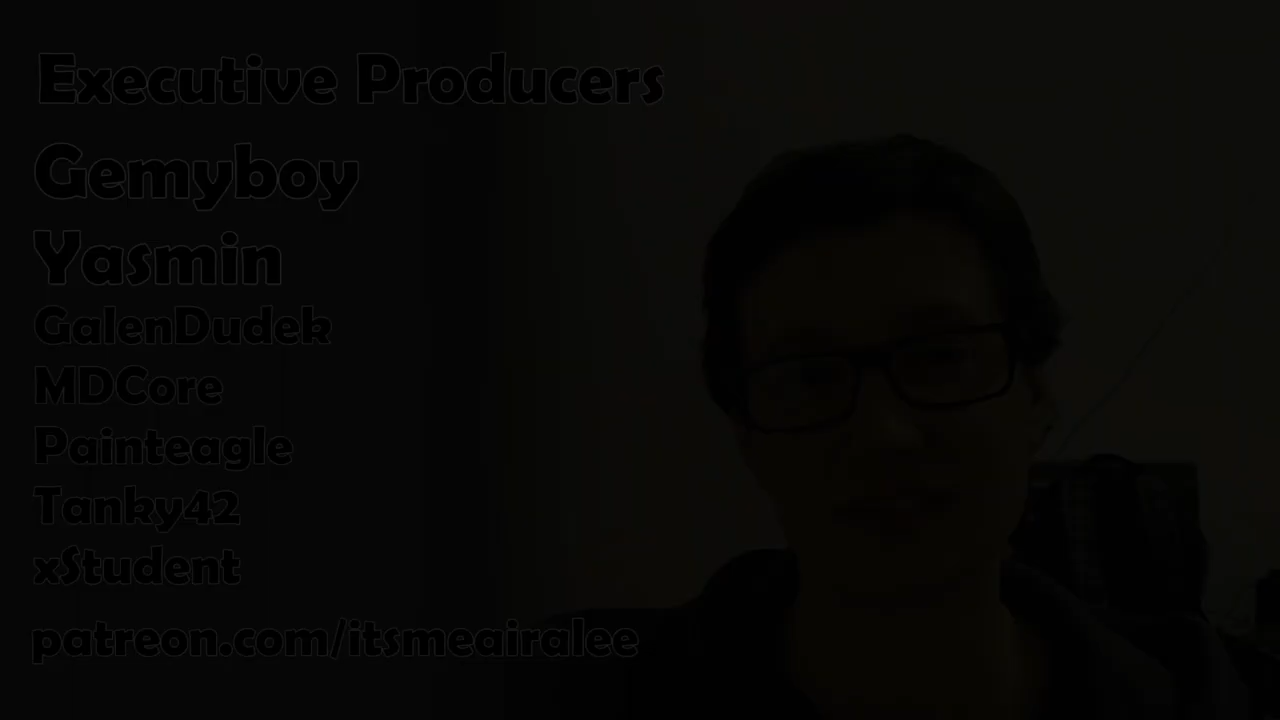 Executive Producers
Gemyboy
Yasmin
GalenDudek
MDCore
Painteagle
Tanky42
xStudent
patreon.com/itsmeairalee